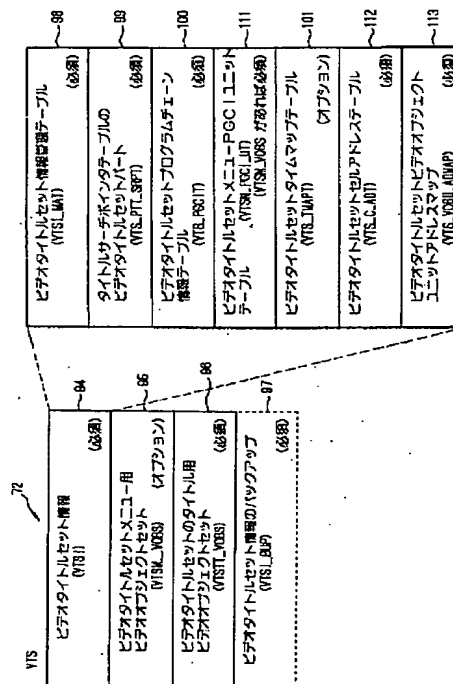 VTS
72
ビデオタイトルセット情報
(VTSI)
(必須)
94
ビデオタイトルセットメニュー用
ビデオオブジェクトセット
(VTSM_VOBS)
(オプション)
95
ビデオタイトルセットのタイトル用
ビデオオブジェクトセット
(VTSTT_VOBS)
(必須)
96
ビデオタイトルセット情報のバックアップ
(VTSI_BUP)
(必須)
97
ビデオタイトルセット情報管理テーブル
(VTSI_MAT)
(必須)
98
タイトルサーチポインタテーブルの
ビデオタイトルセットパート
(VTS_PTT_SRPT)
(必須)
99
ビデオタイトルセットプログラムチェーン
情報テーブル
(VTS_PGCIT)
(必須)
100
ビデオタイトルセットメニューPGCIユニット
テーブル
(VTSM_PGCI_UT)
(VTSM_VOBS があれば必須)
111
ビデオタイトルセットタイムマップテーブル
(VTS_TMAPT)
(オプション)
101
ビデオタイトルセットセルアドレステーブル
(VTS_C_ADT)
(必須)
112
ビデオタイトルセットビデオオブジェクト
ユニットアドレスマップ
(VTS_VOBU_ADMAP)
(必須)
113